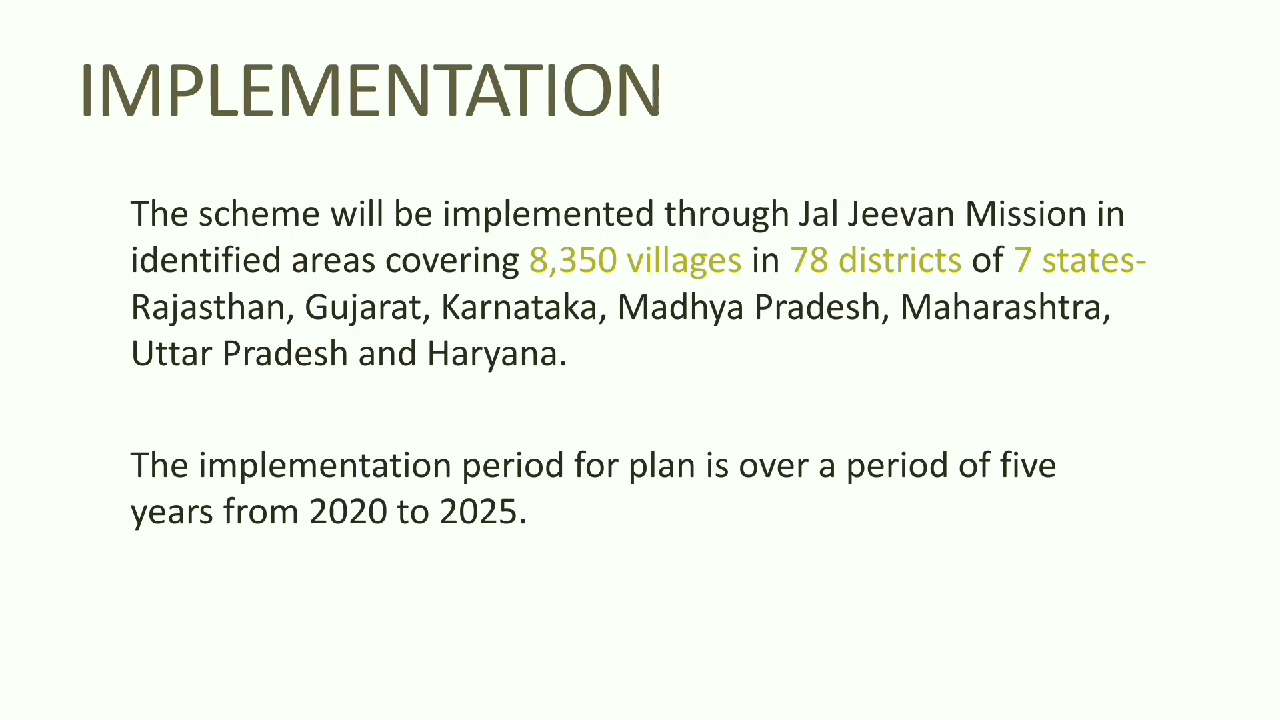 IMPLEMENTATION
The scheme will be implemented through Jal Jeevan Mission in
identified areas covering 8,350 villages in 78 districts of 7 states-
Rajasthan, Gujarat, Karnataka, Madhya Pradesh, Maharashtra,
Uttar Pradesh and Haryana.
The implementation period for plan is over a period of five
years from 2020 to 2025.